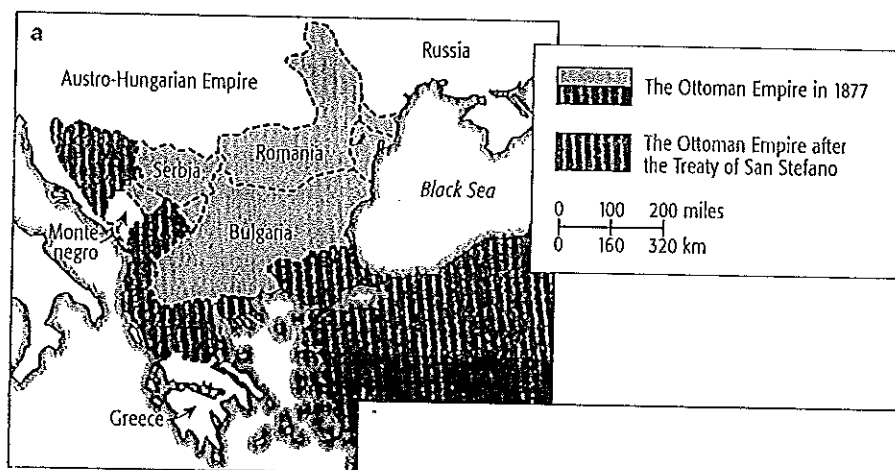 a
Russia
Austro-Hungarian Empire
The Ottoman Empire in 1877
The Ottoman Empire after
the Treaty of San Stefano
Romania
Serbia
Black Sea
0 100 200 miles
0 160 320 km
Monte-
negro
Bulgaria
Greece